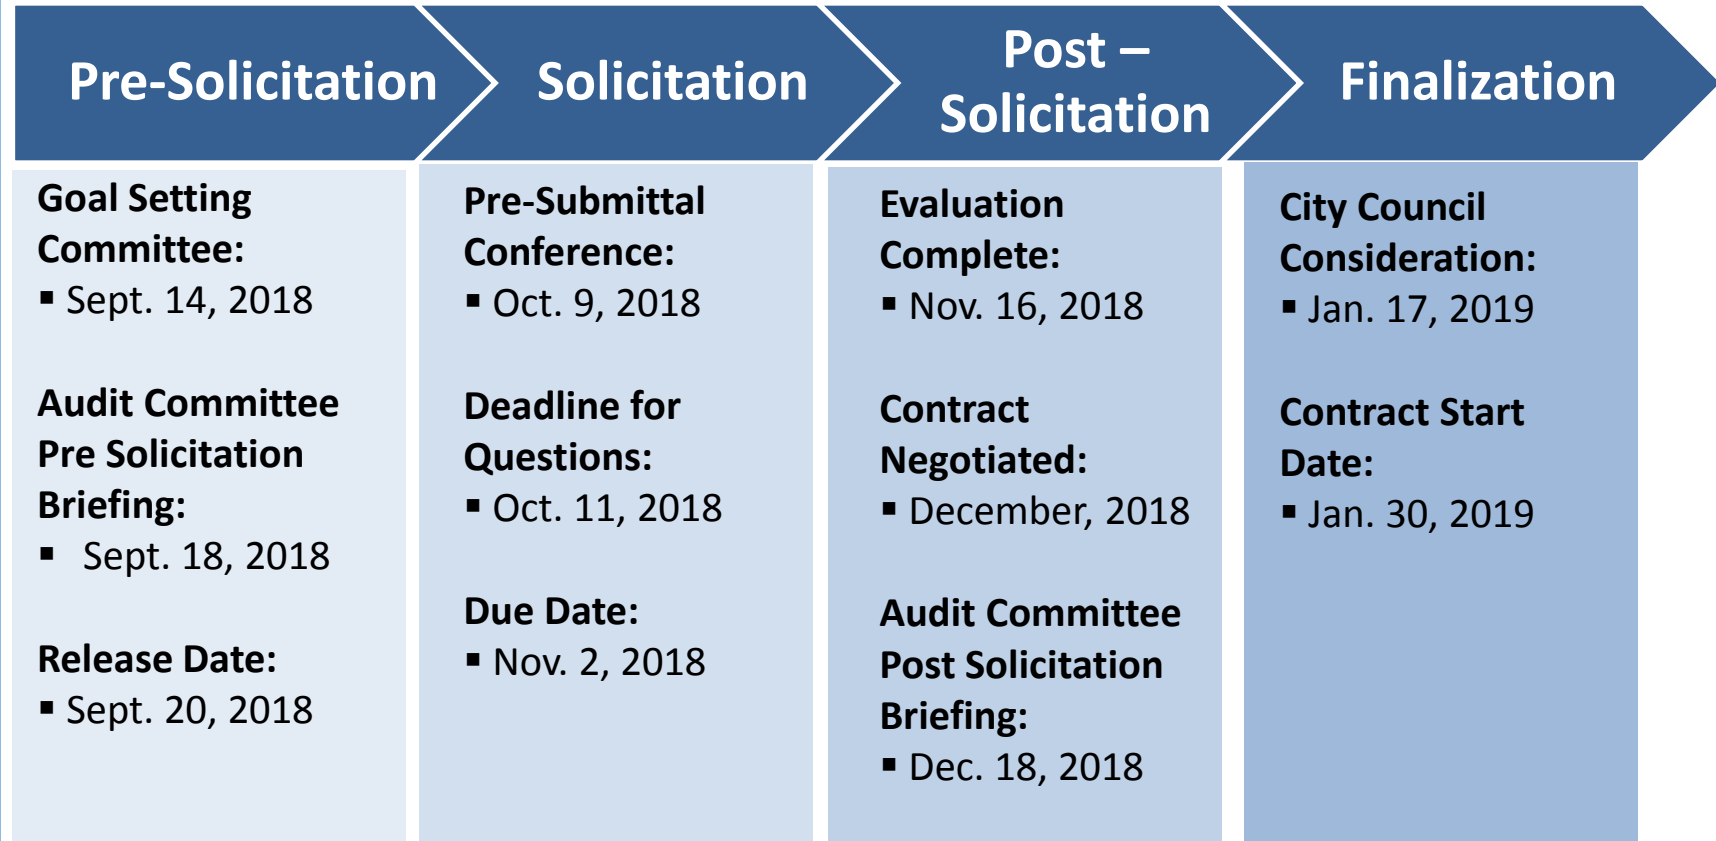 Pre-Solicitation
Solicitation
Post –
Solicitation
Finalization
Goal Setting
Committee:
▪ Sept. 14, 2018
Audit Committee
Pre Solicitation
Briefing:
▪ Sept. 18, 2018
Release Date:
▪ Sept. 20, 2018
Pre-Submittal
Conference:
▪ Oct. 9, 2018
Deadline for
Questions:
▪ Oct. 11, 2018
Due Date:
▪ Nov. 2, 2018
Evaluation
Complete:
▪ Nov. 16, 2018
Contract
Negotiated:
▪ December, 2018
Audit Committee
Post Solicitation
Briefing:
▪ Dec. 18, 2018
City Council
Consideration:
▪ Jan. 17, 2019
Contract Start
Date:
▪ Jan. 30, 2019